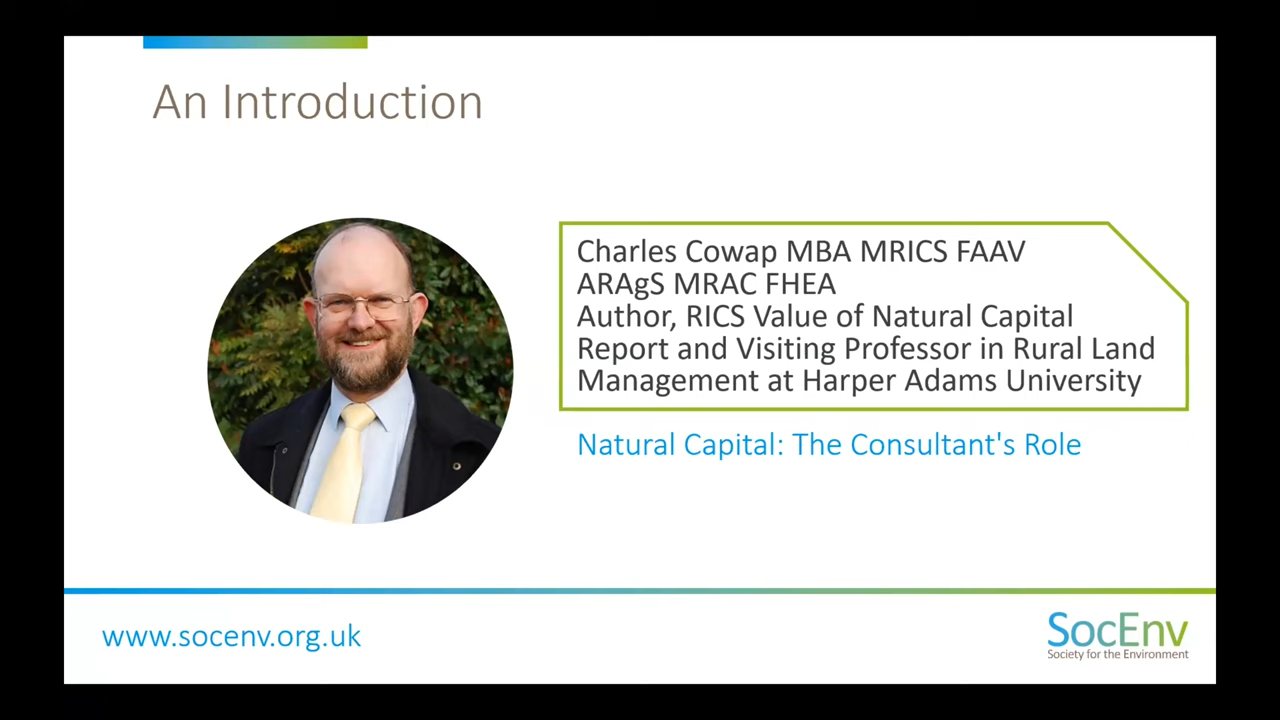 An Introduction
Charles Cowap MBA MRICS FAAV
ARAgS MRAC FHEA
Author, RICS Value of Natural Capital
Report and Visiting Professor in Rural Land
Management at Harper Adams University
Natural Capital: The Consultant's Role
www.socenv.org.uk
SocEnv
Society for the Environment